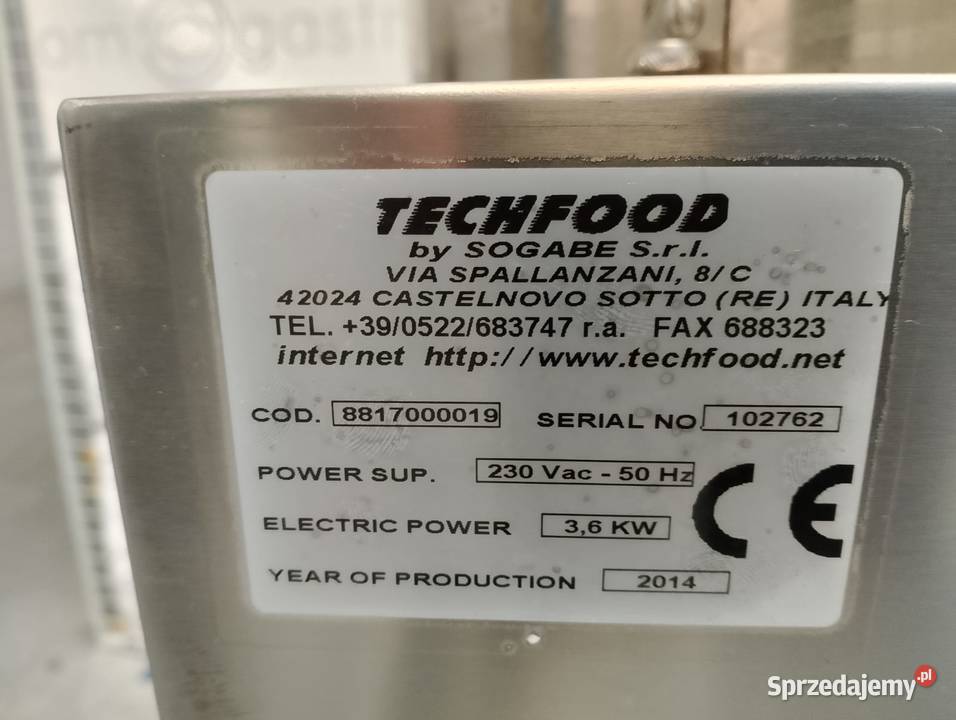 TECHFOOD
by SOGABE S.r.l.
VIA SPALLANZANI, 8/C
42024 CASTELNOVO SOTTO (RE) ITALY
TEL. +39/0522/683747 r.a. FAX 688323
internet http://www.techfood.net
COD. 8817000019 SERIAL NO. 102762
POWER SUP. 230 Vac - 50 Hz
CE
ELECTRIC POWER 3,6 KW
YEAR OF PRODUCTION 2014
Sprzedajemy.pl